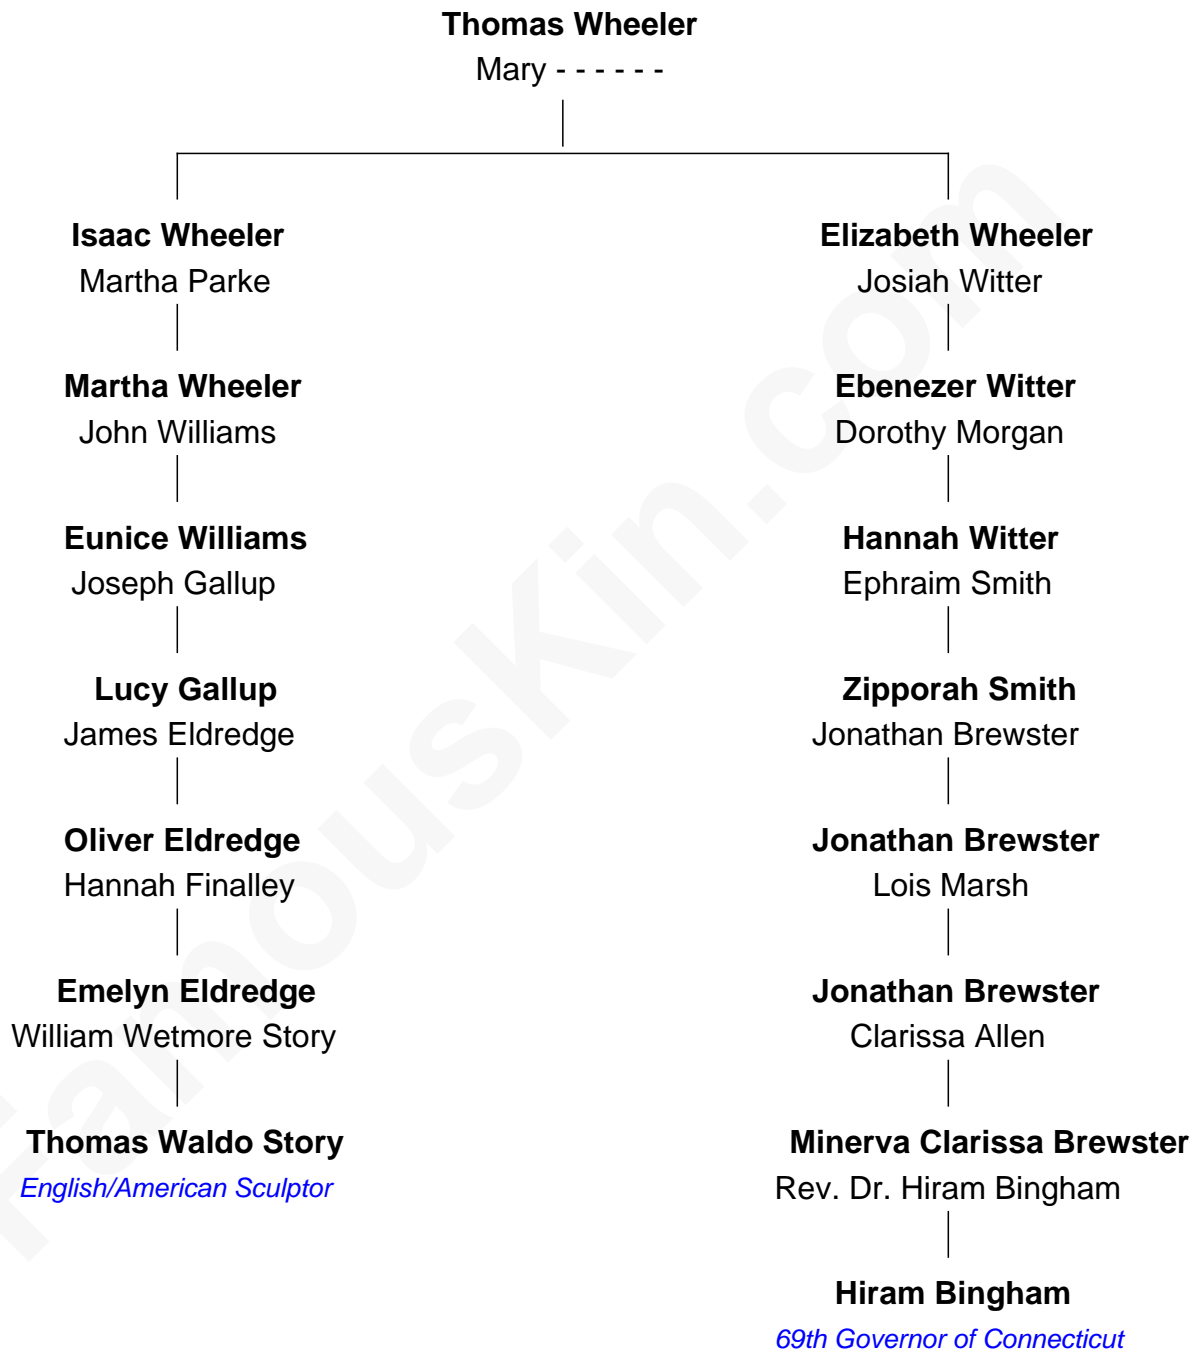 Thomas Wheeler
Mary - - - - - -
Isaac Wheeler
Martha Parke
Martha Wheeler
John Williams
Eunice Williams
Joseph Gallup
Lucy Gallup
James Eldredge
Oliver Eldredge
Hannah Finalley
Emelyn Eldredge
William Wetmore Story
Thomas Waldo Story
English/American Sculptor
Elizabeth Wheeler
Josiah Witter
Ebenezer Witter
Dorothy Morgan
Hannah Witter
Ephraim Smith
Zipporah Smith
Jonathan Brewster
Jonathan Brewster
Lois Marsh
Jonathan Brewster
Clarissa Allen
Minerva Clarissa Brewster
Rev. Dr. Hiram Bingham
Hiram Bingham
69th Governor of Connecticut
FamousKin.com